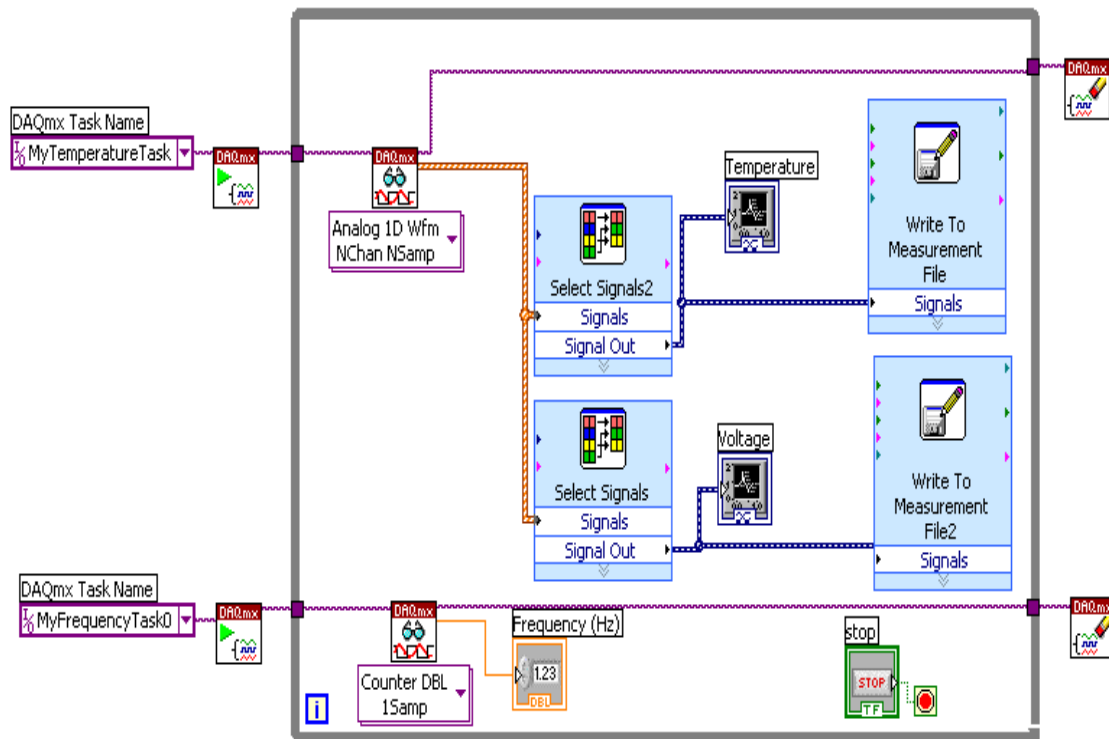 DAQmx
DAQmx Task Name
I/O MyTemperatureTask
DAQmx
DAQmx
Analog 1D Wfm
NChan NSamp
Temperature
Write To
Measurement
File
Signals
Select Signals2
Signals
Signal Out
Voltage
Select Signals
Signals
Signal Out
Write To
Measurement
File2
Signals
DAQmx Task Name
I/O MyFrequencyTask0
DAQmx
DAQmx
Counter DBL
1Samp
Frequency (Hz)
1.23
DBL
stop
STOP
TF
DAQmx
i